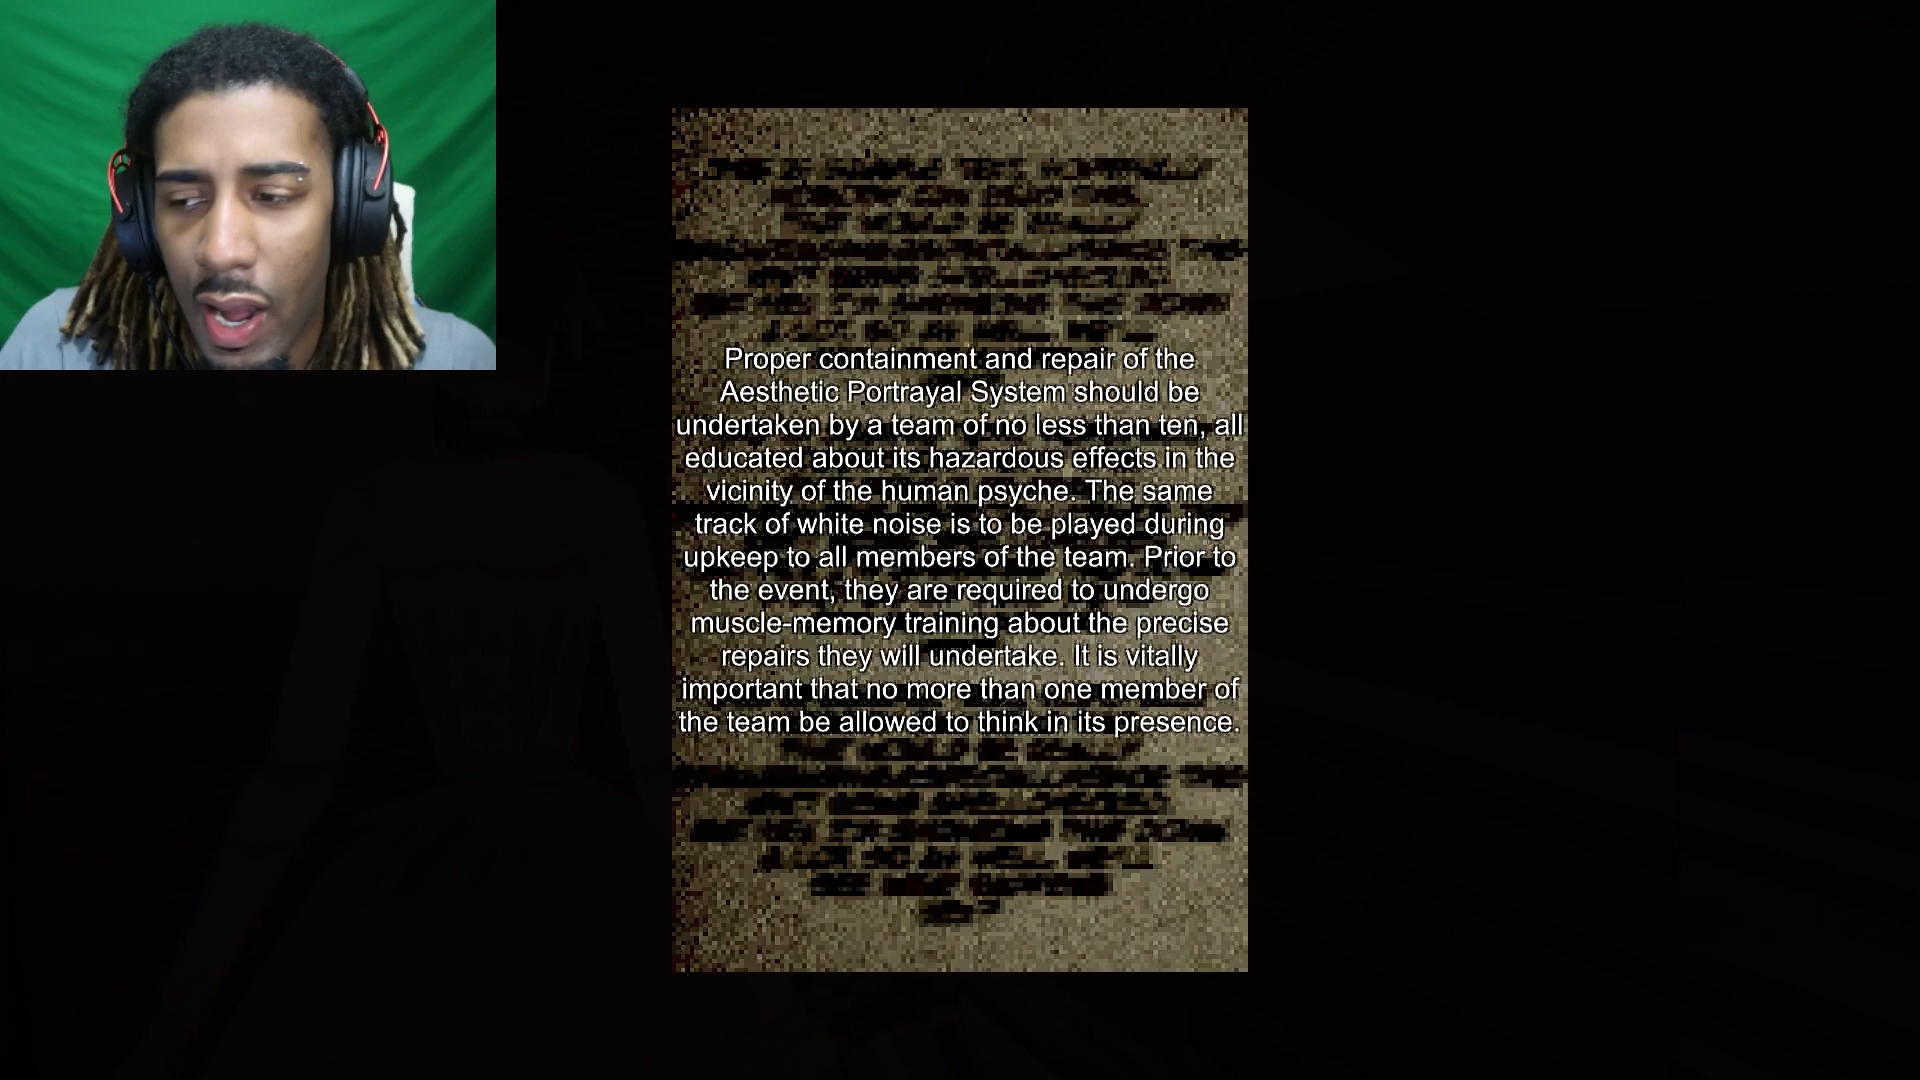 Proper containment and repair of the
Aesthetic Portrayal System should be
undertaken by a team of no less than ten, all
educated about its hazardous effects in the
vicinity of the human psyche. The same
track of white noise is to be played during
upkeep to all members of the team. Prior to
the event, they are required to undergo
muscle-memory training about the precise
repairs they will undertake. It is vitally
important that no more than one member of
the team be allowed to think in its presence.